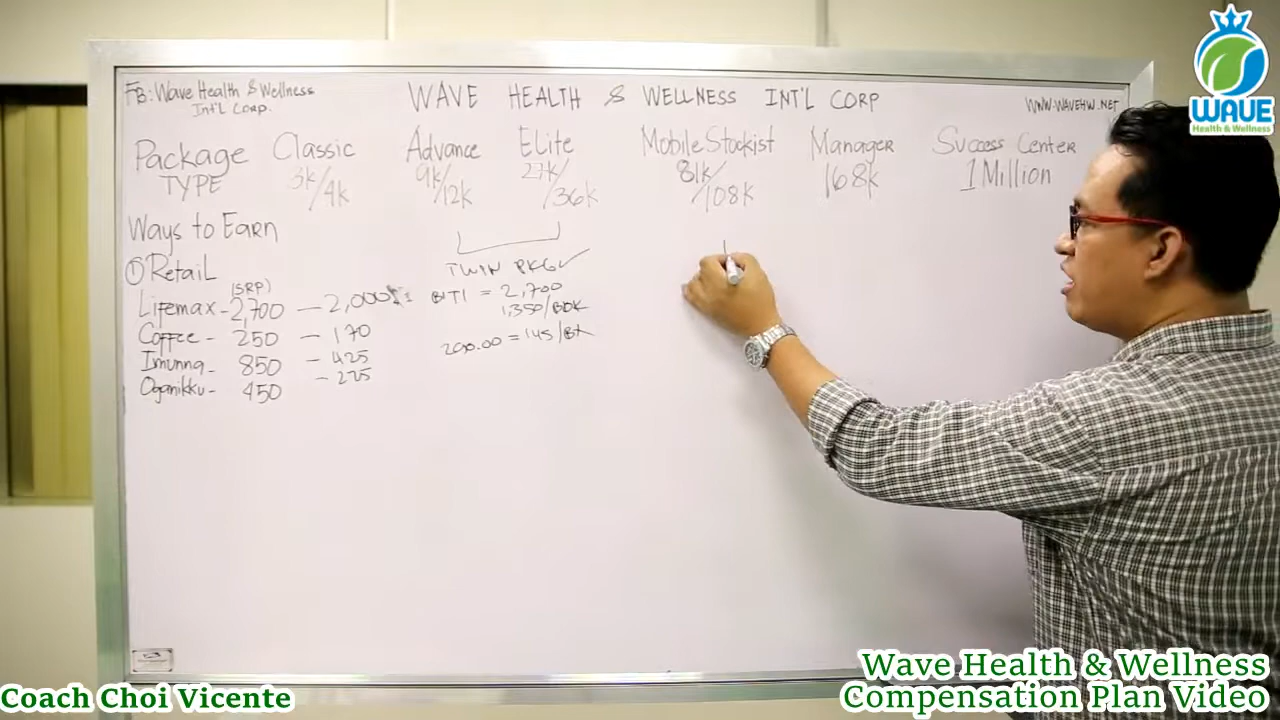 FB: Wave Health & Wellness
Int'l Corp.
WAVE HEALTH & WELLNESS INT'L CORP
WWW.WAVEHW.NET
WAVE
Health & Wellness
Package TYPE
Classic
3k/4k
Advance
9k/12k
Elite
27k/36k
Mobile Stockist
81k/108k
Manager
168k
Success Center
1 Million
Ways to Earn
① Retail
(SRP)
Lifemax - 2,700 — 2,000
Coffee - 250 — 170
Imunna - 850 — 425
Oganikku - 450 — 225
TWIN PKG ✓
B1T1 = 2,700
1,350/
290.00 = 145/
Coach Choi Vicente
Wave Health & Wellness
Compensation Plan Video